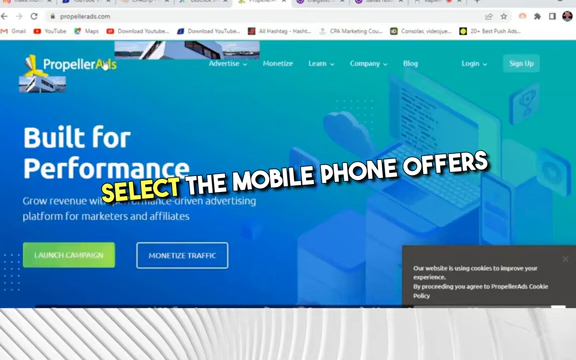 propellerads.com
Gmail
YouTube
Maps
Download Youtube...
Download Youtube...
All Hashtag - Hasht...
CPA Marketing Cou...
Consolas, videojue...
20+ Best Push Ads...
PropellerAds
Advertise
Monetize
Learn
Company
Blog
Login
Sign Up
Built for
Performance
SELECT THE MOBILE PHONE OFFERS
Grow revenue with performance-driven advertising
platform for marketers and affiliates
LAUNCH CAMPAIGN
MONETIZE TRAFFIC
Our website is using cookies to improve your
experience.
By proceeding you agree to PropellerAds Cookie
Policy